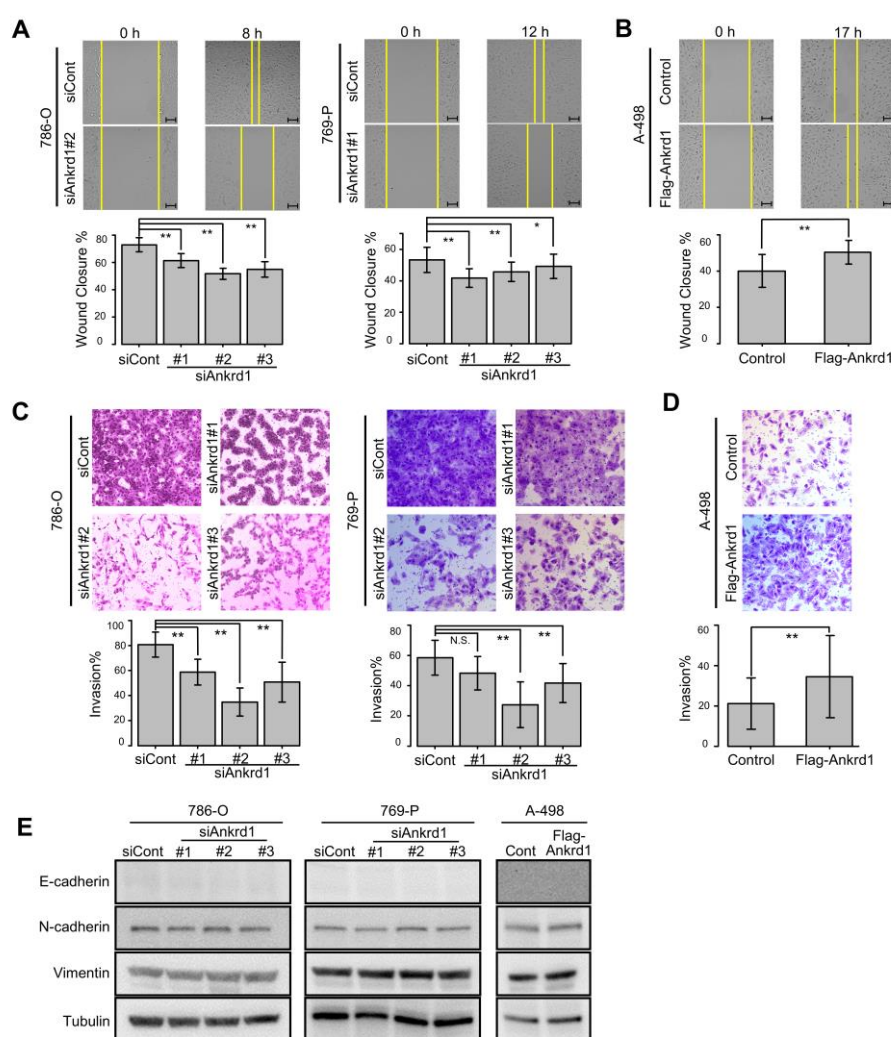 A
0 h
8 h
0 h
12 h
786-O
siCont
siAnkrd1#2
769-P
siCont
siAnkrd1#1
Wound Closure %
80
60
40
20
0
**
**
**
siCont
#1
#2
#3
siAnkrd1
Wound Closure %
80
60
40
20
0
**
**
*
siCont
#1
#2
#3
siAnkrd1
B
0 h
17 h
A-498
Control
Flag-Ankrd1
Wound Closure %
60
40
20
0
**
Control
Flag-Ankrd1
C
786-O
siCont
siAnkrd1#1
siAnkrd1#2
siAnkrd1#3
769-P
siCont
siAnkrd1#1
siAnkrd1#2
siAnkrd1#3
Invasion%
100
80
60
40
20
0
**
**
**
siCont
#1
#2
#3
siAnkrd1
Invasion%
80
60
40
20
0
N.S.
**
**
siCont
#1
#2
#3
siAnkrd1
D
A-498
Control
Flag-Ankrd1
Invasion%
60
40
20
0
**
Control
Flag-Ankrd1
E
786-O
769-P
A-498
siAnkrd1
siCont #1 #2 #3
siAnkrd1
siCont #1 #2 #3
Flag-
Cont Ankrd1
E-cadherin
N-cadherin
Vimentin
Tubulin